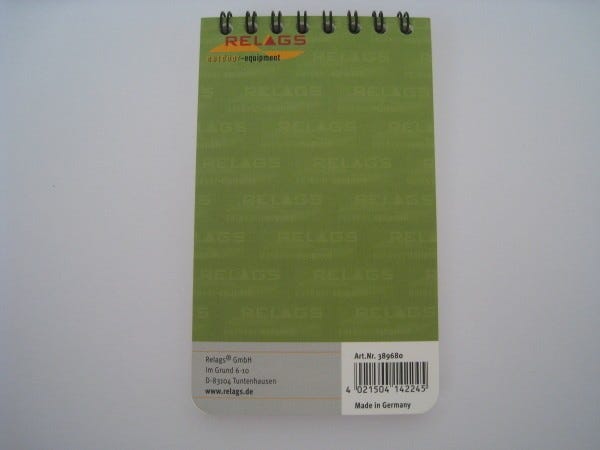 RELAGS
outdoor-equipment
Relags® GmbH
Im Grund 6-10
D-83104 Tuntenhausen
www.relags.de
Art.Nr. 389680
4 021504 142245
Made in Germany